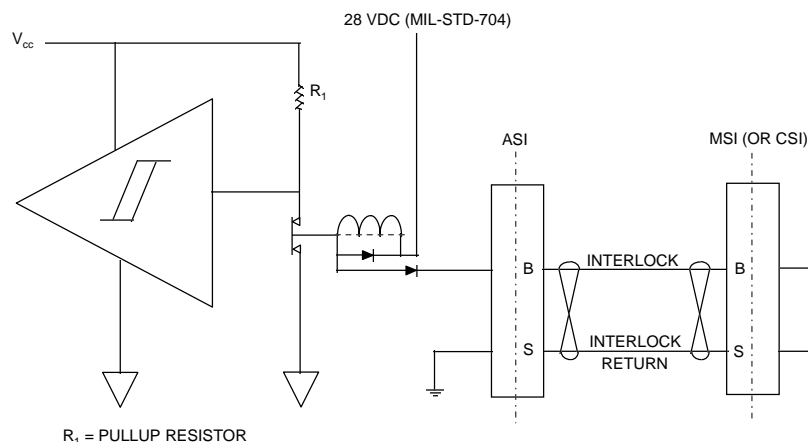 28 VDC (MIL-STD-704)
Vcc
R1
ASI
MSI (OR CSI)
B
INTERLOCK
B
S
INTERLOCK
RETURN
S
R1 = PULLUP RESISTOR